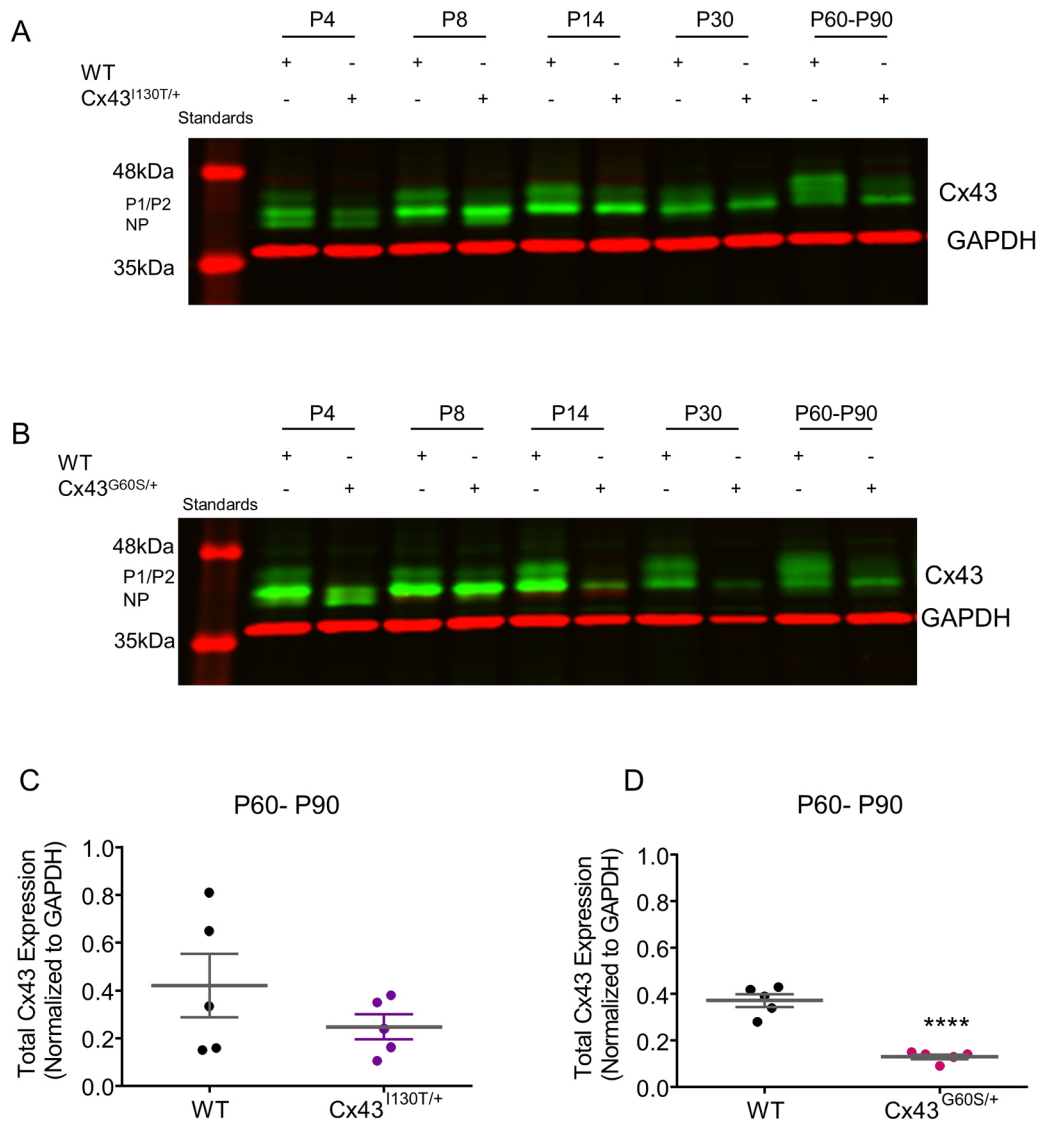 A
P4 P8 P14 P30 P60-P90
WT + - + - + - + - + -
Cx43I130T/+ - + - + - + - + - +
Standards
48kDa
P1/P2
NP
35kDa
Cx43
GAPDH
B
P4 P8 P14 P30 P60-P90
WT + - + - + - + - + -
Cx43G60S/+ - + - + - + - + - +
Standards
48kDa
P1/P2
NP
35kDa
Cx43
GAPDH
C
P60- P90
Total Cx43 Expression
(Normalized to GAPDH)
1.0
0.8
0.6
0.4
0.2
0.0
WT Cx43I130T/+
D
P60- P90
Total Cx43 Expression
(Normalized to GAPDH)
1.0
0.8
0.6
0.4
0.2
0.0
****
WT Cx43G60S/+